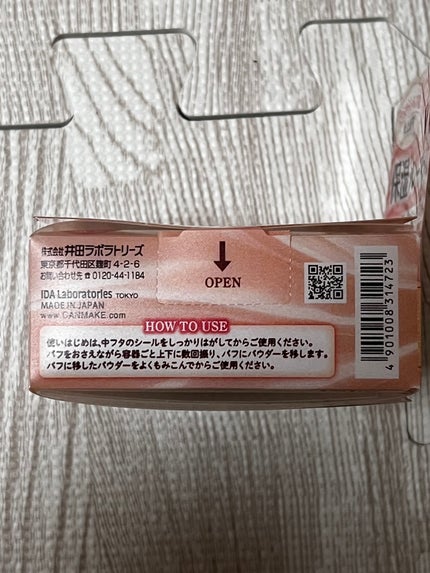 株式会社 井田ラボラトリーズ
東京都千代田区麹町 4-2-6
お問い合わせ先 ☎ 0120-44-1184
IDA Laboratories TOKYO
MADE IN JAPAN
www.CANMAKE.com
OPEN
HOW TO USE
使いはじめは、中フタのシールをしっかりはがしてからご使用ください。
パフをおさえながら容器ごと上下に数回振り、パフにパウダーを移します。
パフに移したパウダーをよくもみこんでからご使用ください。
4 901008 314723